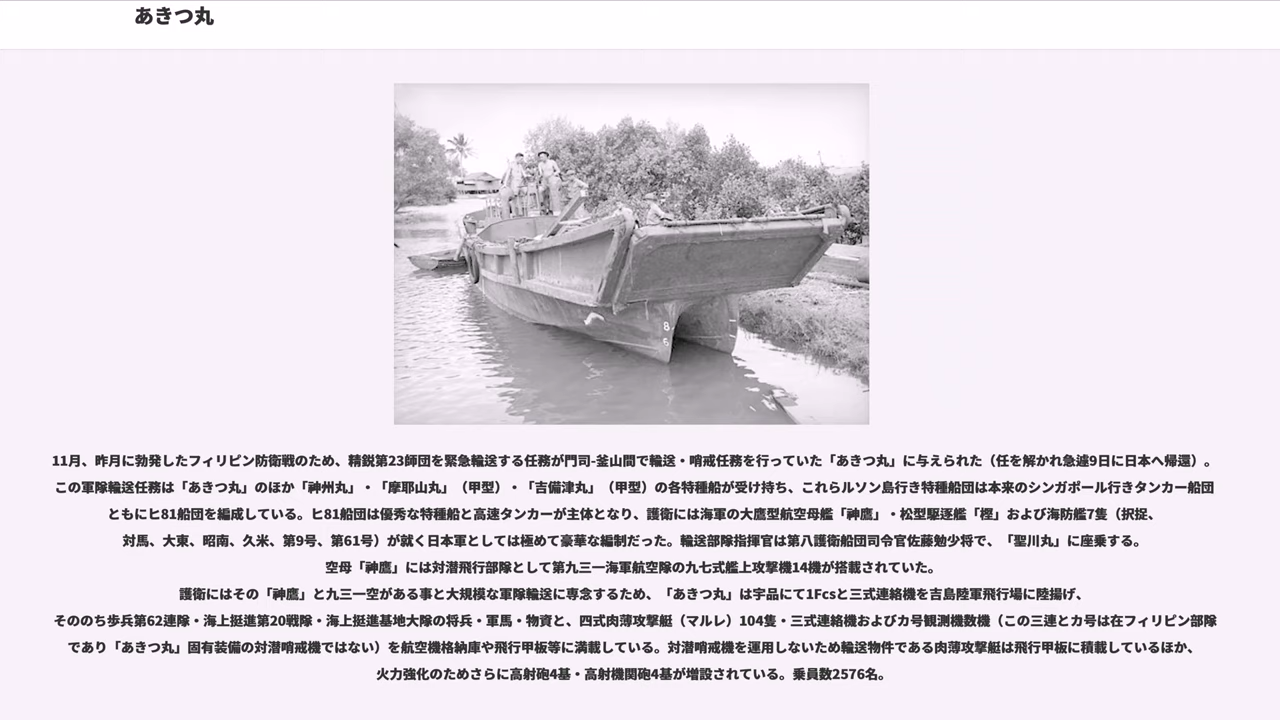 あきつ丸
8
11月、昨月に勃発したフィリピン防衛戦のため、精鋭第23師団を緊急輸送する任務が門司-釜山間で輸送・哨戒任務を行っていた「あきつ丸」に与えられた（任を解かれ急遽9日に日本へ帰還）。
この軍隊輸送任務は「あきつ丸」のほか「神州丸」・「摩耶山丸」（甲型）・「吉備津丸」（甲型）の各特種船が受け持ち、これらルソン島行き特種船団は本来のシンガポール行きタンカー船団
ともにヒ81船団を編成している。ヒ81船団は優秀な特種船と高速タンカーが主体となり、護衛には海軍の大鷹型航空母艦「神鷹」・松型駆逐艦「樫」および海防艦7隻（択捉、
対馬、大東、昭南、久米、第9号、第61号）が就く日本軍としては極めて豪華な編制だった。輸送部隊指揮官は第八護衛船団司令官佐藤勉少将で、「聖川丸」に座乗する。
空母「神鷹」には対潜飛行部隊として第九三一海軍航空隊の九七式艦上攻撃機14機が搭載されていた。
護衛にはその「神鷹」と九三一空がある事と大規模な軍隊輸送に専念するため、「あきつ丸」は宇品にて1Fcsと三式連絡機を吉島陸軍飛行場に陸揚げ、
そののち歩兵第62連隊・海上挺進第20戦隊・海上挺進基地大隊の将兵・軍馬・物資と、四式肉薄攻撃艇（マルレ）104隻・三式連絡機およびカ号観測機数機（この三連とカ号は在フィリピン部隊
であり「あきつ丸」固有装備の対潜哨戒機ではない）を航空機格納庫や飛行甲板等に満載している。対潜哨戒機を運用しないため輸送物件である肉薄攻撃艇は飛行甲板に積載しているほか、
火力強化のためさらに高射砲4基・高射機関砲4基が増設されている。乗員数2576名。